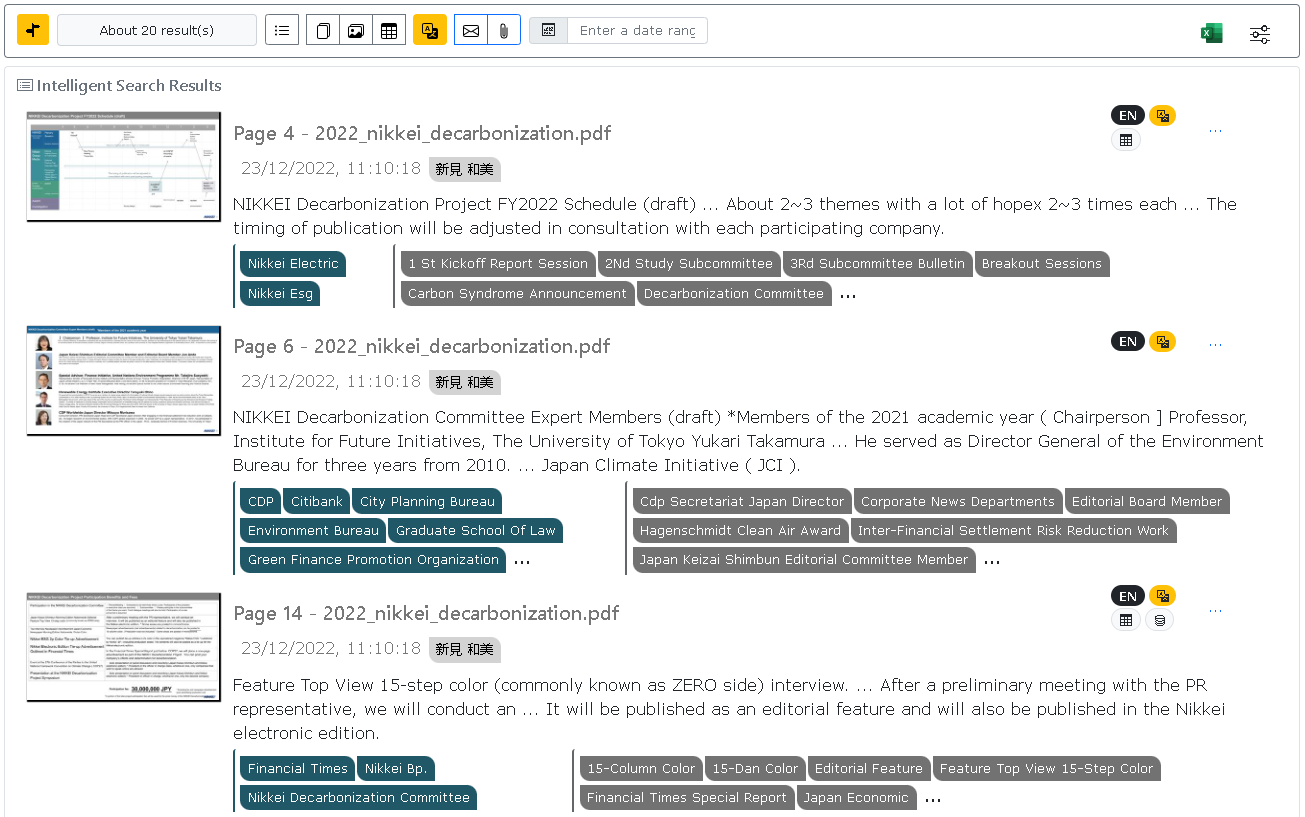 About 20 result(s)
Enter a date rang
Intelligent Search Results
Page 4 - 2022_nikkei_decarbonization.pdf
EN
23/12/2022, 11:10:18 新見 和美
NIKKEI Decarbonization Project FY2022 Schedule (draft) ... About 2~3 themes with a lot of hopex 2~3 times each ... The
timing of publication will be adjusted in consultation with each participating company.
Nikkei Electric 1 St Kickoff Report Session 2Nd Study Subcommittee 3Rd Subcommittee Bulletin Breakout Sessions
Nikkei Esg Carbon Syndrome Announcement Decarbonization Committee ...
Page 6 - 2022_nikkei_decarbonization.pdf
EN
23/12/2022, 11:10:18 新見 和美
NIKKEI Decarbonization Committee Expert Members (draft) *Members of the 2021 academic year ( Chairperson ] Professor,
Institute for Future Initiatives, The University of Tokyo Yukari Takamura ... He served as Director General of the Environment
Bureau for three years from 2010. ... Japan Climate Initiative ( JCI ).
CDP Citibank City Planning Bureau Cdp Secretariat Japan Director Corporate News Departments Editorial Board Member
Environment Bureau Graduate School Of Law Hagenschmidt Clean Air Award Inter-Financial Settlement Risk Reduction Work
Green Finance Promotion Organization ... Japan Keizai Shimbun Editorial Committee Member ...
Page 14 - 2022_nikkei_decarbonization.pdf
EN
23/12/2022, 11:10:18 新見 和美
Feature Top View 15-step color (commonly known as ZERO side) interview. ... After a preliminary meeting with the PR
representative, we will conduct an ... It will be published as an editorial feature and will also be published in the Nikkei
electronic edition.
Financial Times Nikkei Bp. 15-Column Color 15-Dan Color Editorial Feature Feature Top View 15-Step Color
Nikkei Decarbonization Committee Financial Times Special Report Japan Economic ...
30,000,000 JPY